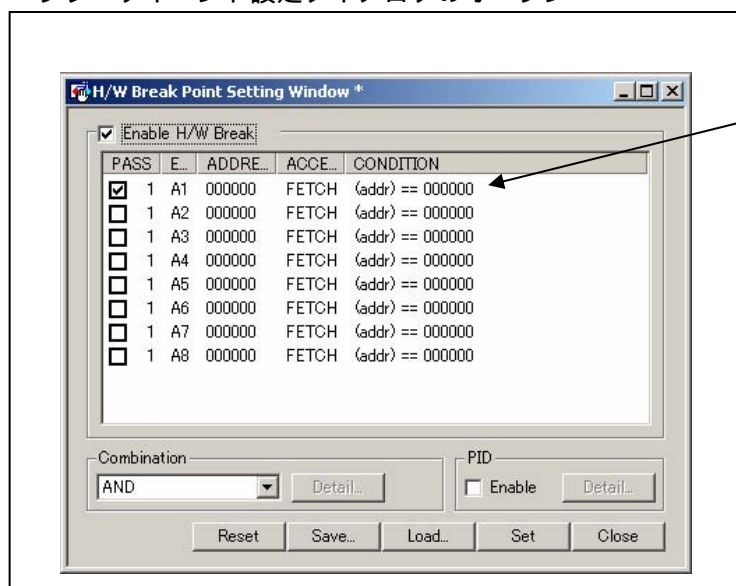 H/W Break Point Setting Window *
Enable H/W Break
PASS E... ADDRE... ACCE... CONDITION
1 A1 000000 FETCH (addr) == 000000
1 A2 000000 FETCH (addr) == 000000
1 A3 000000 FETCH (addr) == 000000
1 A4 000000 FETCH (addr) == 000000
1 A5 000000 FETCH (addr) == 000000
1 A6 000000 FETCH (addr) == 000000
1 A7 000000 FETCH (addr) == 000000
1 A8 000000 FETCH (addr) == 000000
Combination PID
AND Detail... Enable Detail...
Reset Save... Load... Set Close